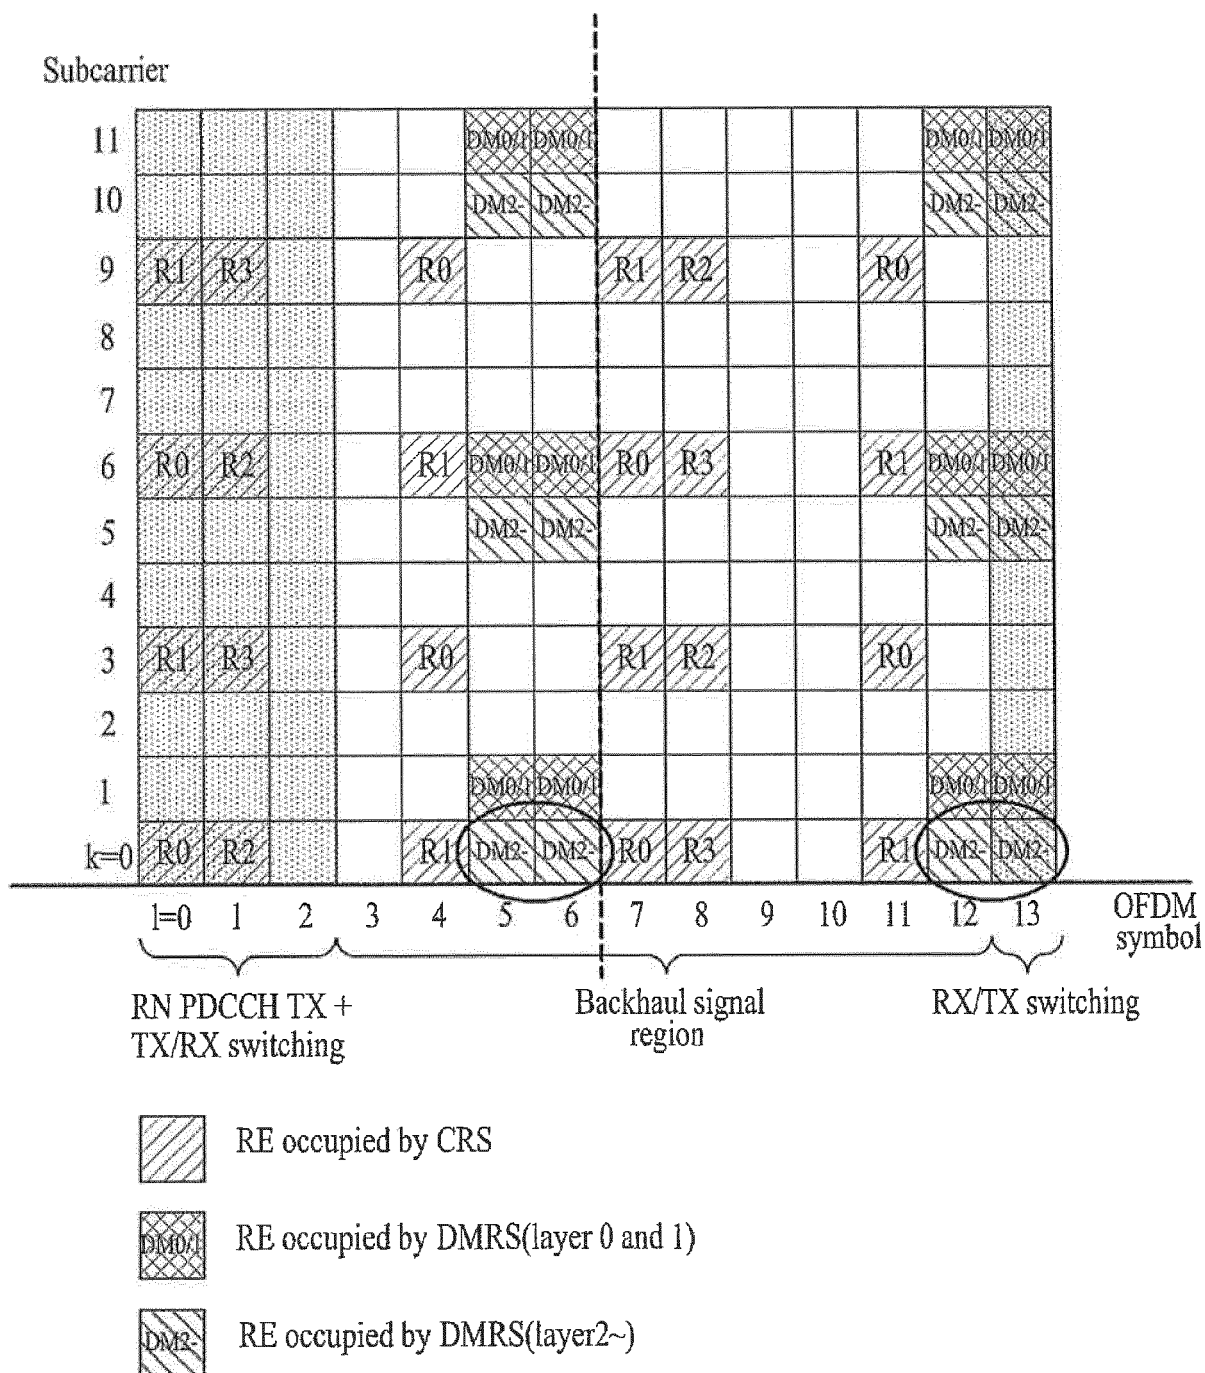 Subcarrier
11 DM0/1 DM0/1 DM0/1 DM0/1
10 DM2- DM2- DM2- DM2-
9 R1 R3 R0 R1 R2 R0
8
7
6 R0 R2 R1 DM0/1 DM0/1 R0 R3 R1 DM0/1 DM0/1
5 DM2- DM2- DM2- DM2-
4
3 R1 R3 R0 R1 R2 R0
2
1 DM0/1 DM0/1 DM0/1 DM0/1
k=0 R0 R2 R1 DM2- DM2- R0 R3 R1 DM2- DM2-
l=0 1 2 3 4 5 6 7 8 9 10 11 12 13 OFDM
symbol
RN PDCCH TX +
TX/RX switching
Backhaul signal
region
RX/TX switching
RE occupied by CRS
DM0/1 RE occupied by DMRS(layer 0 and 1)
DM2- RE occupied by DMRS(layer2~)